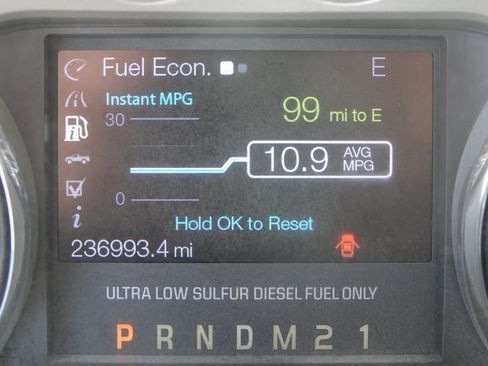 Fuel Econ. E
Instant MPG
30
99 mi to E
10.9 AVG MPG
0
Hold OK to Reset
i
236993.4 mi
ULTRA LOW SULFUR DIESEL FUEL ONLY
P R N D M 2 1